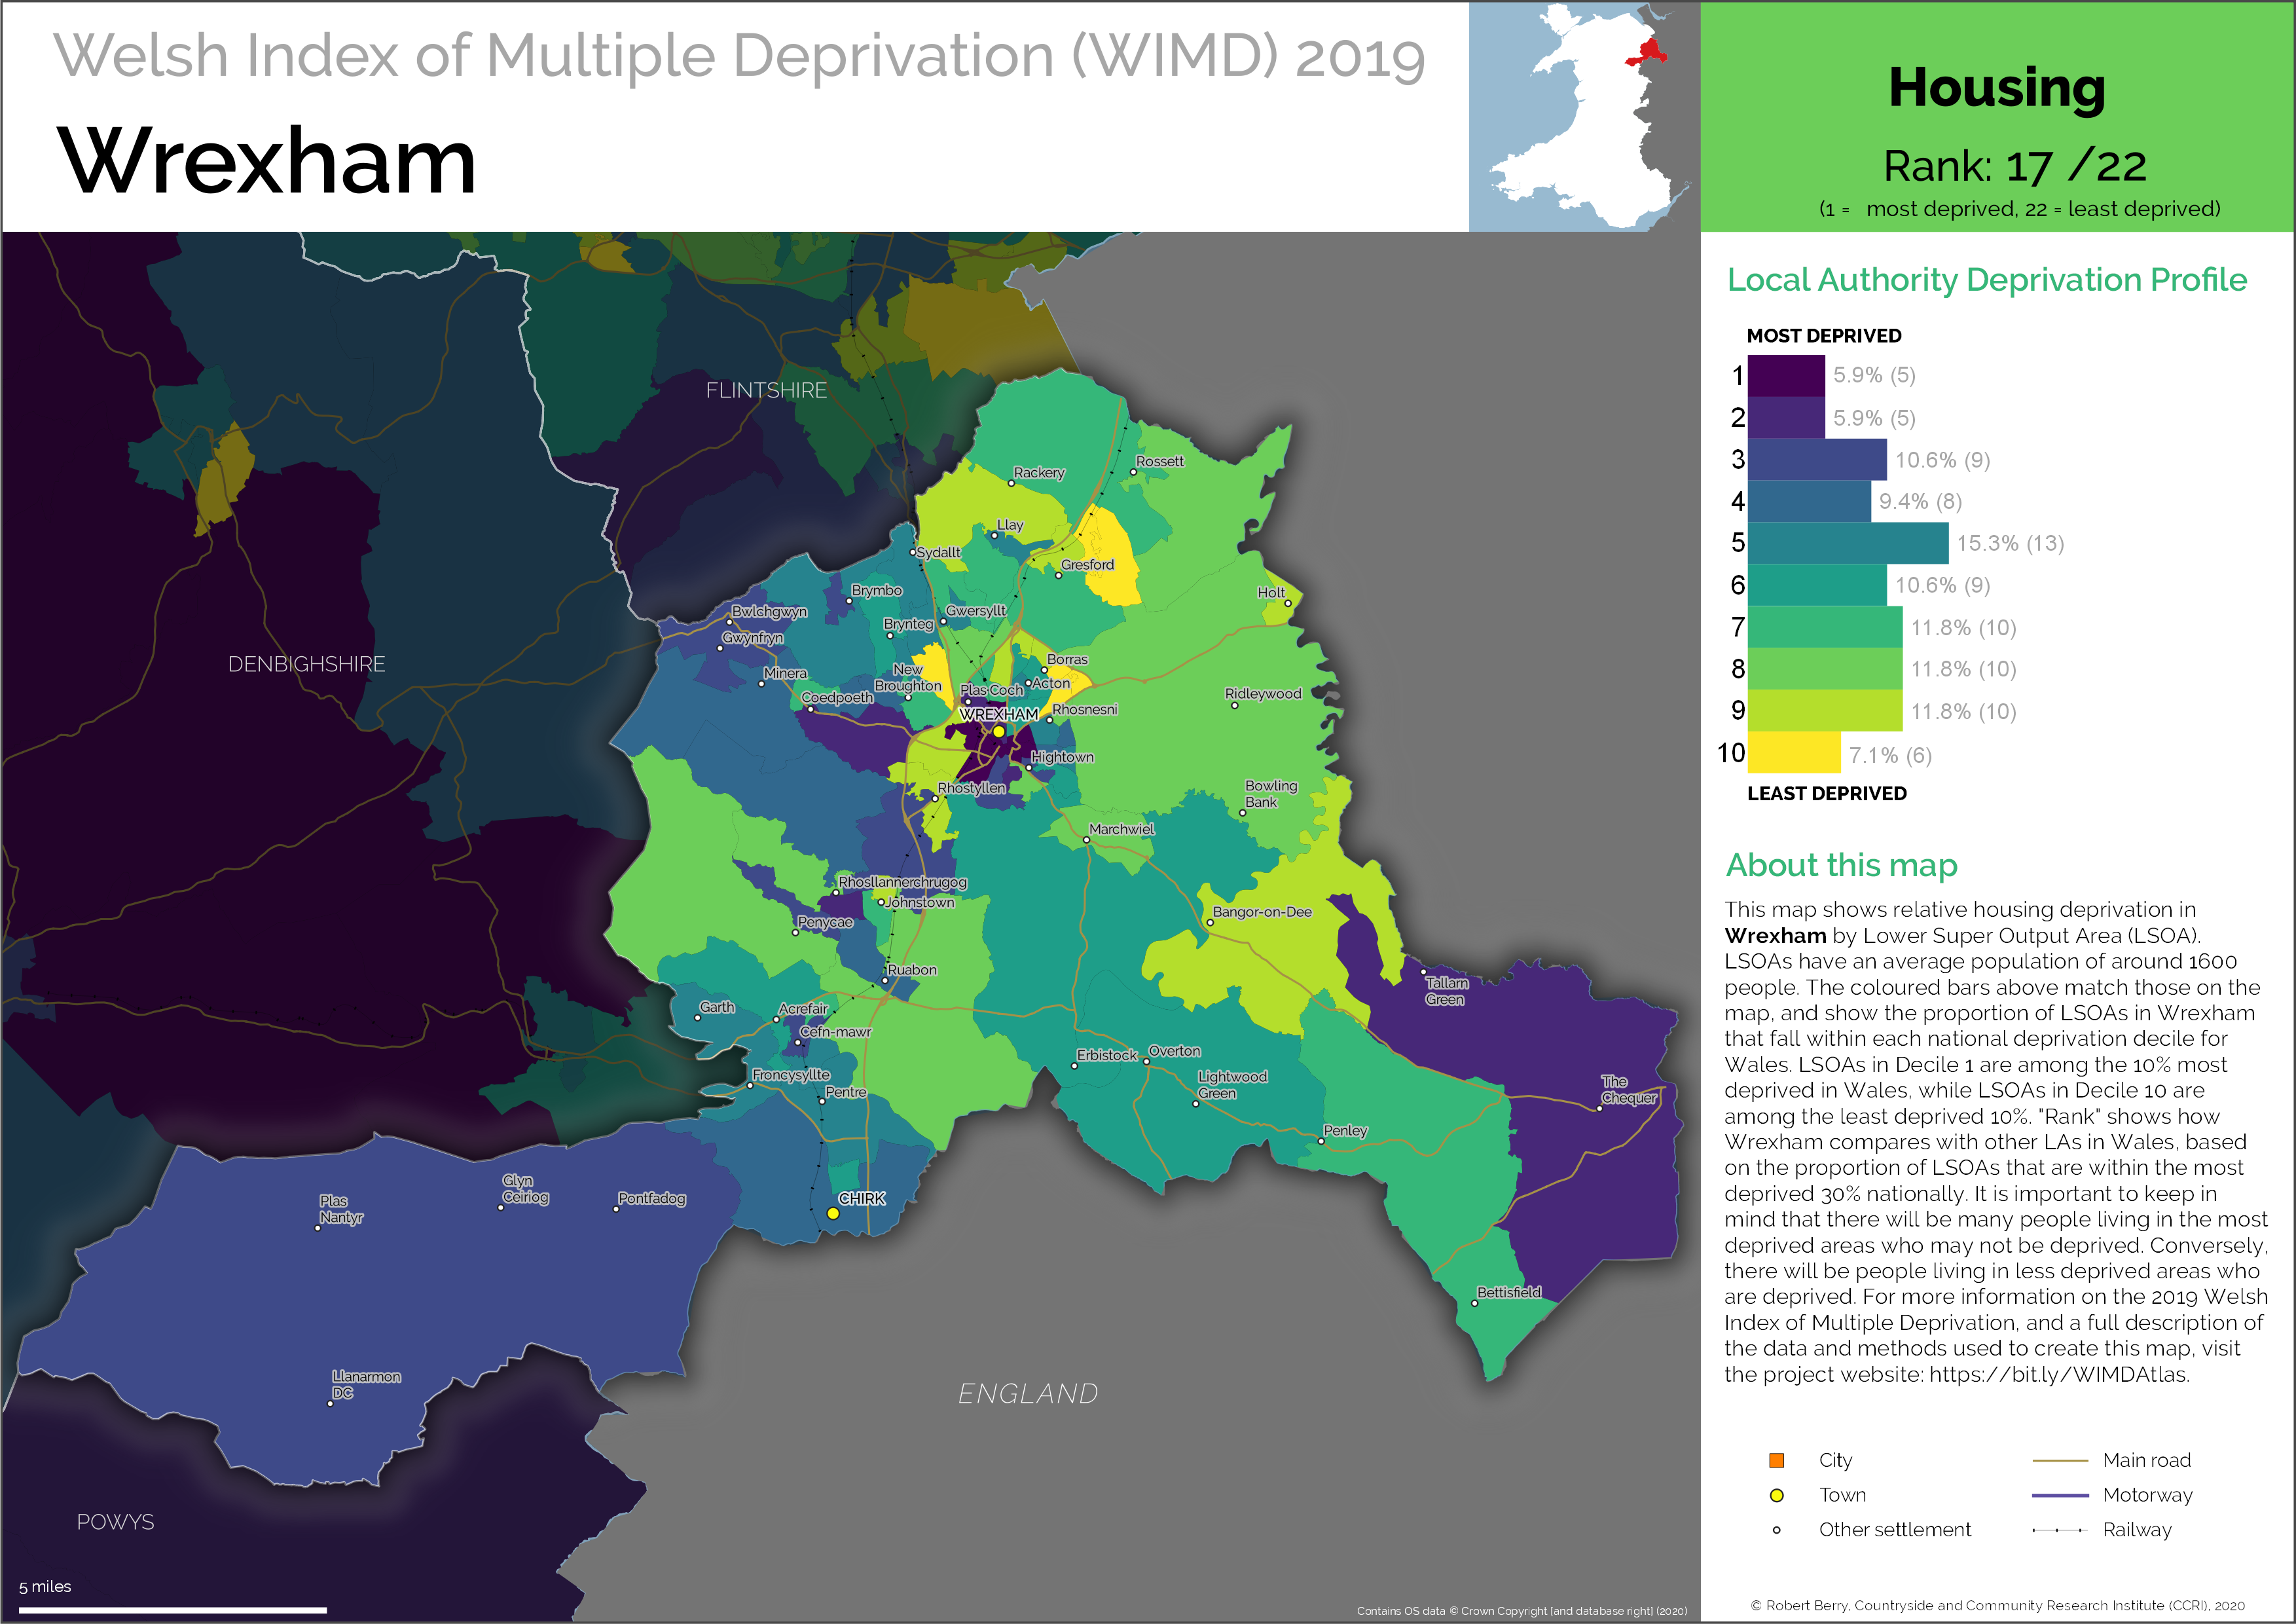 Welsh Index of Multiple Deprivation (WIMD) 2019
Wrexham
Housing
Rank: 17 /22
(1 = most deprived, 22 = least deprived)
Local Authority Deprivation Profile
MOST DEPRIVED
1 5.9% (5)
2 5.9% (5)
3 10.6% (9)
4 9.4% (8)
5 15.3% (13)
6 10.6% (9)
7 11.8% (10)
8 11.8% (10)
9 11.8% (10)
10 7.1% (6)
LEAST DEPRIVED
About this map
This map shows relative housing deprivation in
Wrexham by Lower Super Output Area (LSOA).
LSOAs have an average population of around 1600
people. The coloured bars above match those on the
map, and show the proportion of LSOAs in Wrexham
that fall within each national deprivation decile for
Wales. LSOAs in Decile 1 are among the 10% most
deprived in Wales, while LSOAs in Decile 10 are
among the least deprived 10%. "Rank" shows how
Wrexham compares with other LAs in Wales, based
on the proportion of LSOAs that are within the most
deprived 30% nationally. It is important to keep in
mind that there will be many people living in the most
deprived areas who may not be deprived. Conversely,
there will be people living in less deprived areas who
are deprived. For more information on the 2019 Welsh
Index of Multiple Deprivation, and a full description of
the data and methods used to create this map, visit
the project website: https://bit.ly/WIMDAtlas.
City
Main road
Town
Motorway
Other settlement
Railway
© Robert Berry, Countryside and Community Research Institute (CCRI), 2020
FLINTSHIRE
DENBIGHSHIRE
POWYS
ENGLAND
Rackery
Rossett
Llay
Sydallt
Gresford
Brymbo
Holt
Bwlchgwyn
Gwersyllt
Brynteg
Gwynfryn
Borras
Minera
New
Broughton
Acton
Plas Coch
Coedpoeth
Ridleywood
WREXHAM
Rhosnesni
Hightown
Rhostyllen
Bowling
Bank
Marchwiel
Rhosllannerchrugog
Johnstown
Bangor-on-Dee
Penycae
Ruabon
Tallarn
Green
Garth
Acrefair
Cefn-mawr
Erbistock
Overton
Froncysyllte
Lightwood
Green
Pentre
The
Chequer
Penley
Glyn
Ceiriog
Plas
Nantyr
Pontfadog
CHIRK
Bettisfield
Llanarmon
DC
5 miles
Contains OS data © Crown Copyright [and database right] (2020)